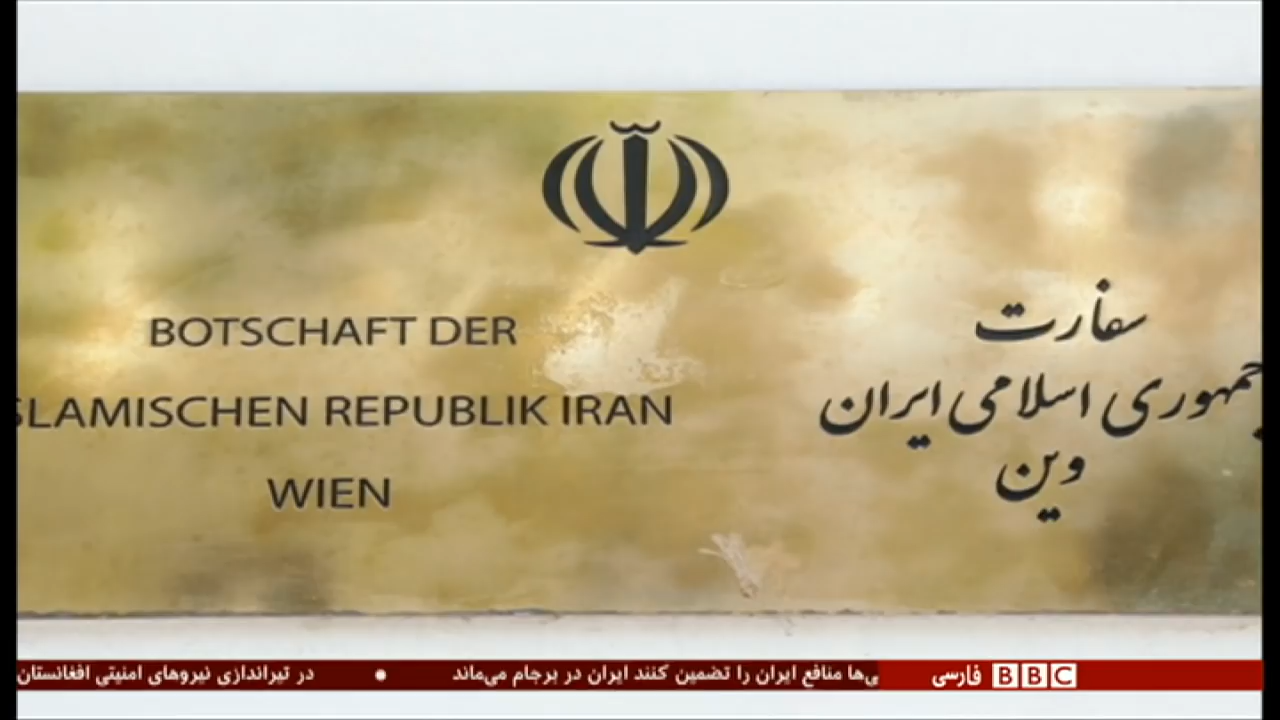 BOTSCHAFT DER
ISLAMISCHEN REPUBLIK IRAN
WIEN
سفارت
جمهوری اسلامی ایران
وین
ی‌ها منافع ایران را تضمین کنند ایران در برجام می‌ماند • در تیراندازی نیروهای امنیتی افغانستان
BBC فارسی